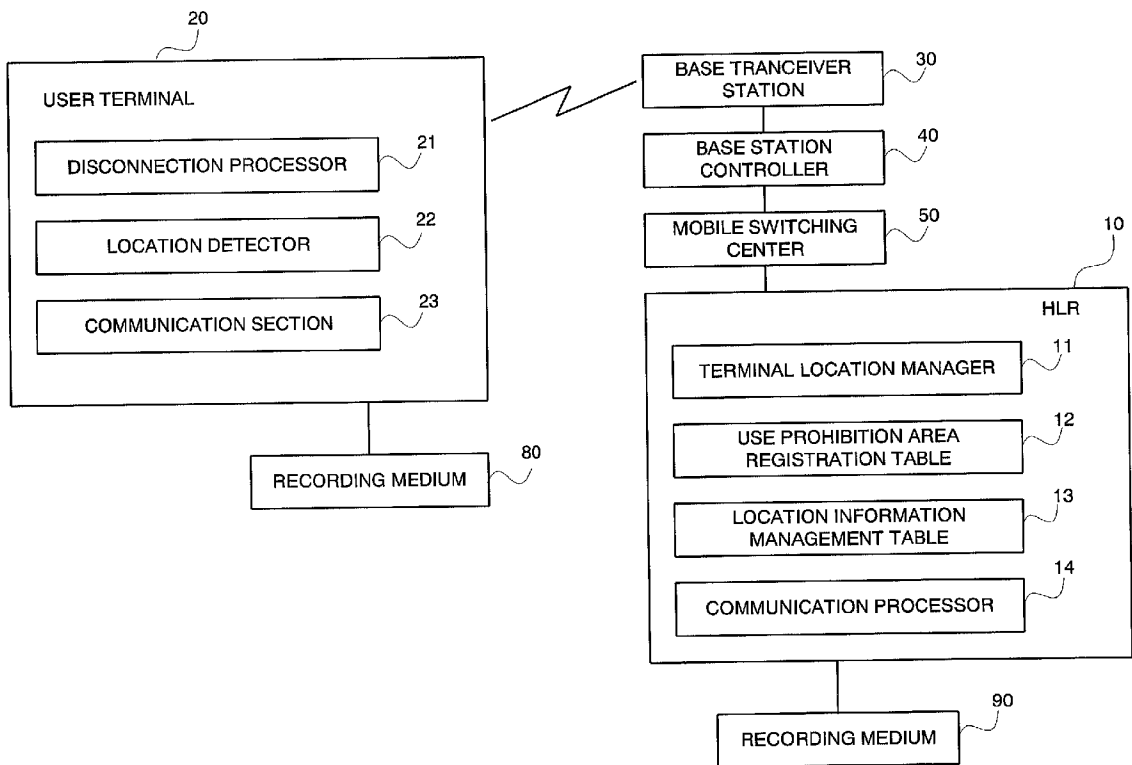 20
USER TERMINAL
21
DISCONNECTION PROCESSOR
22
LOCATION DETECTOR
23
COMMUNICATION SECTION
80
RECORDING MEDIUM
30
BASE TRANCEIVER
STATION
40
BASE STATION
CONTROLLER
50
MOBILE SWITCHING
CENTER
10
HLR
11
TERMINAL LOCATION MANAGER
12
USE PROHIBITION AREA
REGISTRATION TABLE
13
LOCATION INFORMATION
MANAGEMENT TABLE
14
COMMUNICATION PROCESSOR
90
RECORDING MEDIUM